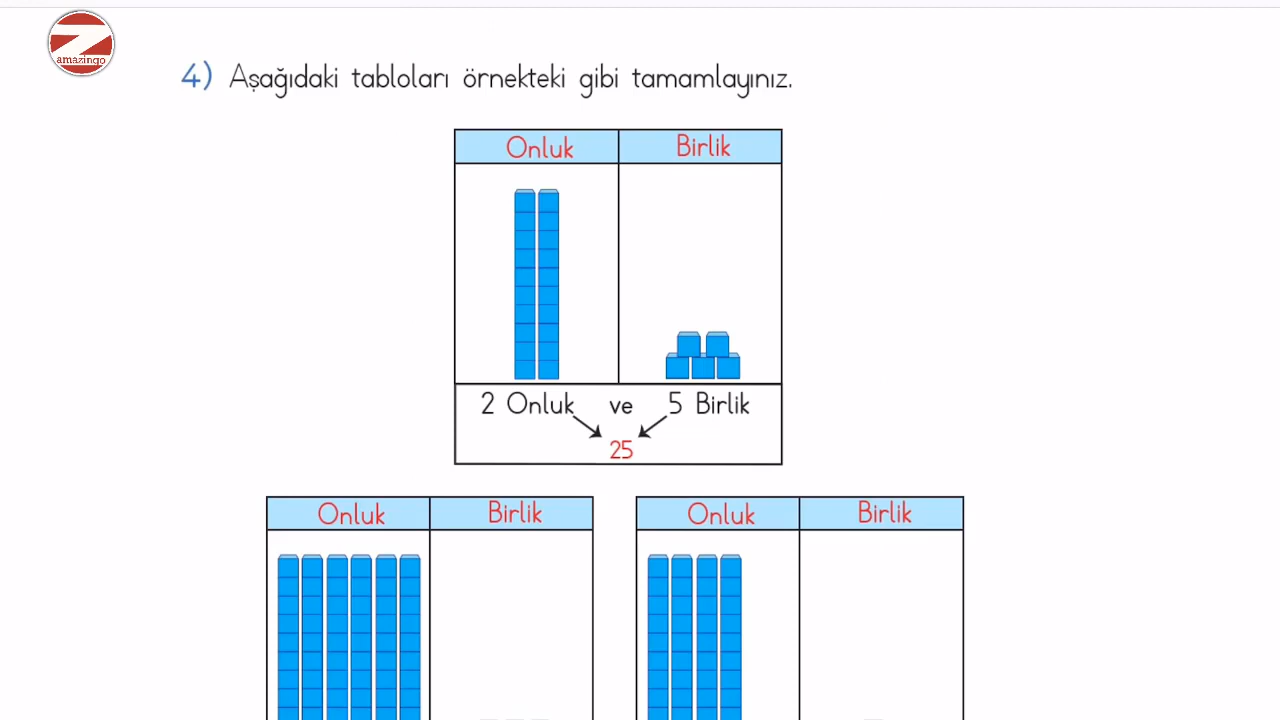 Z
amazingo
4) Aşağıdaki tabloları örnekteki gibi tamamlayınız.
Onluk Birlik
2 Onluk ve 5 Birlik
25
Onluk Birlik Onluk Birlik